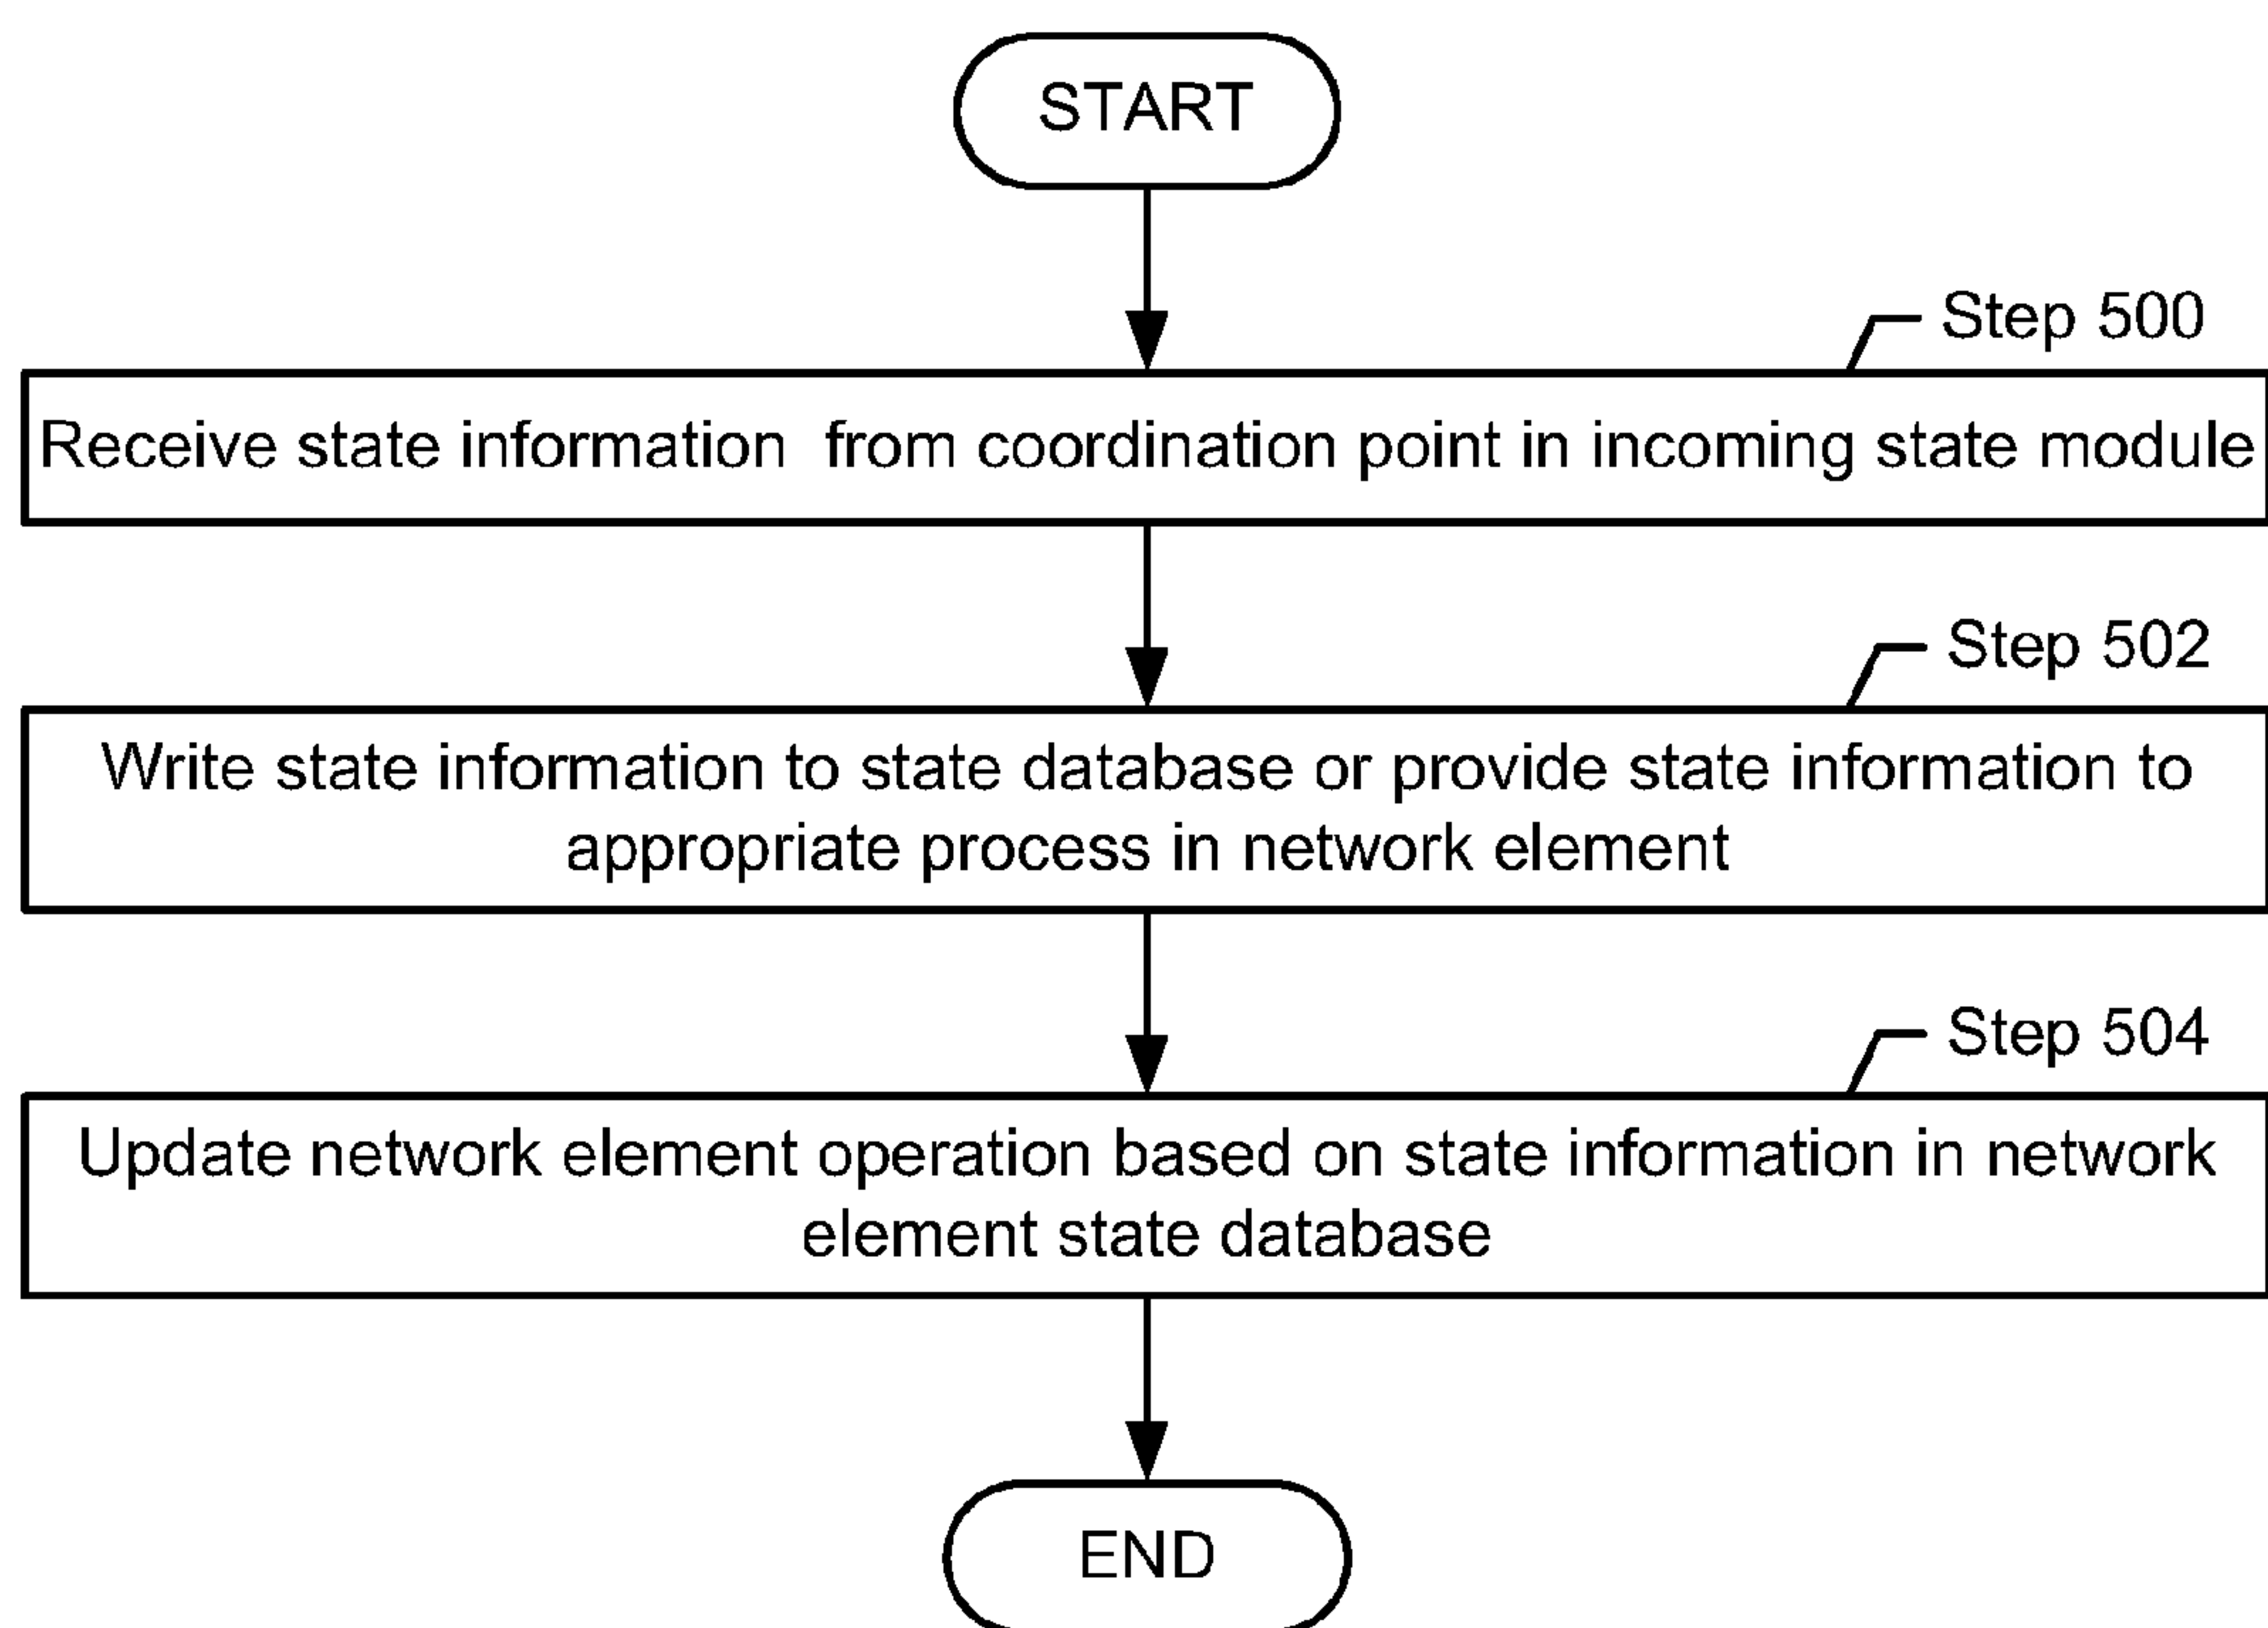 START
Step 500
Receive state information from coordination point in incoming state module
Step 502
Write state information to state database or provide state information to
appropriate process in network element
Step 504
Update network element operation based on state information in network
element state database
END